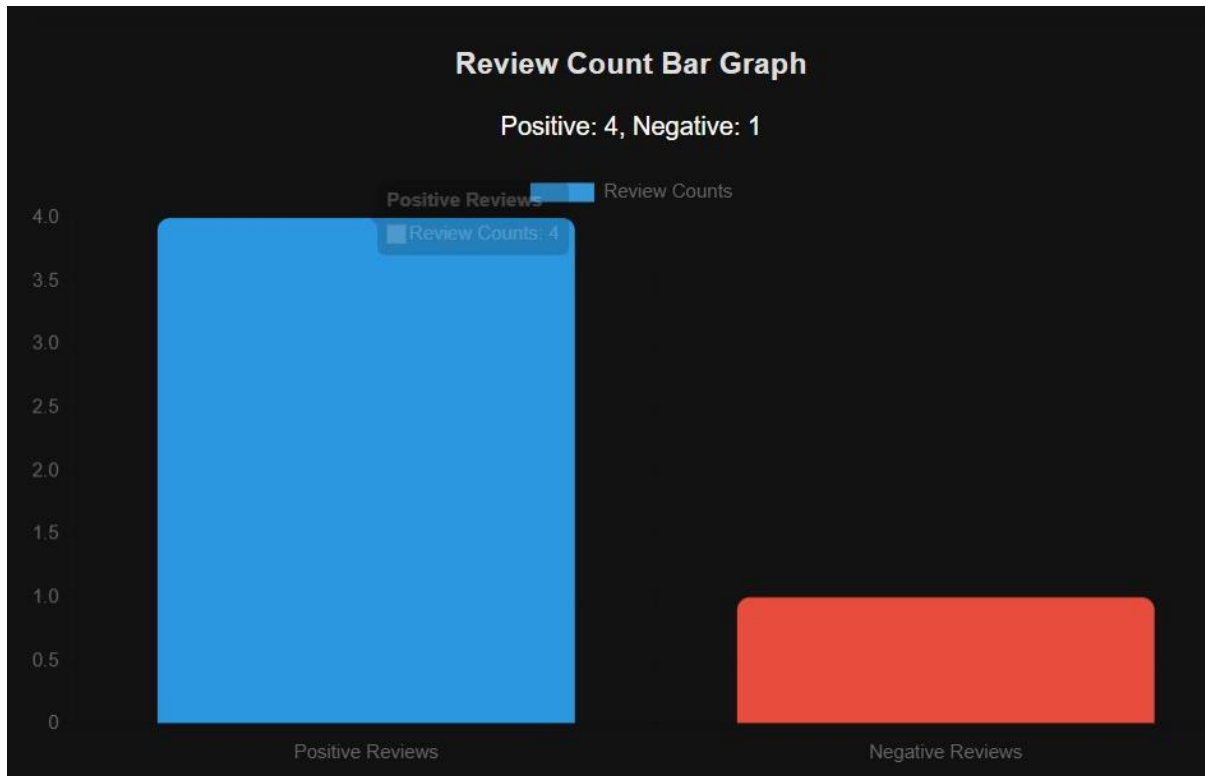 Review Count Bar Graph
Positive: 4, Negative: 1
Review Counts
Positive Reviews
Review Counts: 4
4.0
3.5
3.0
2.5
2.0
1.5
1.0
0.5
0
Positive Reviews
Negative Reviews